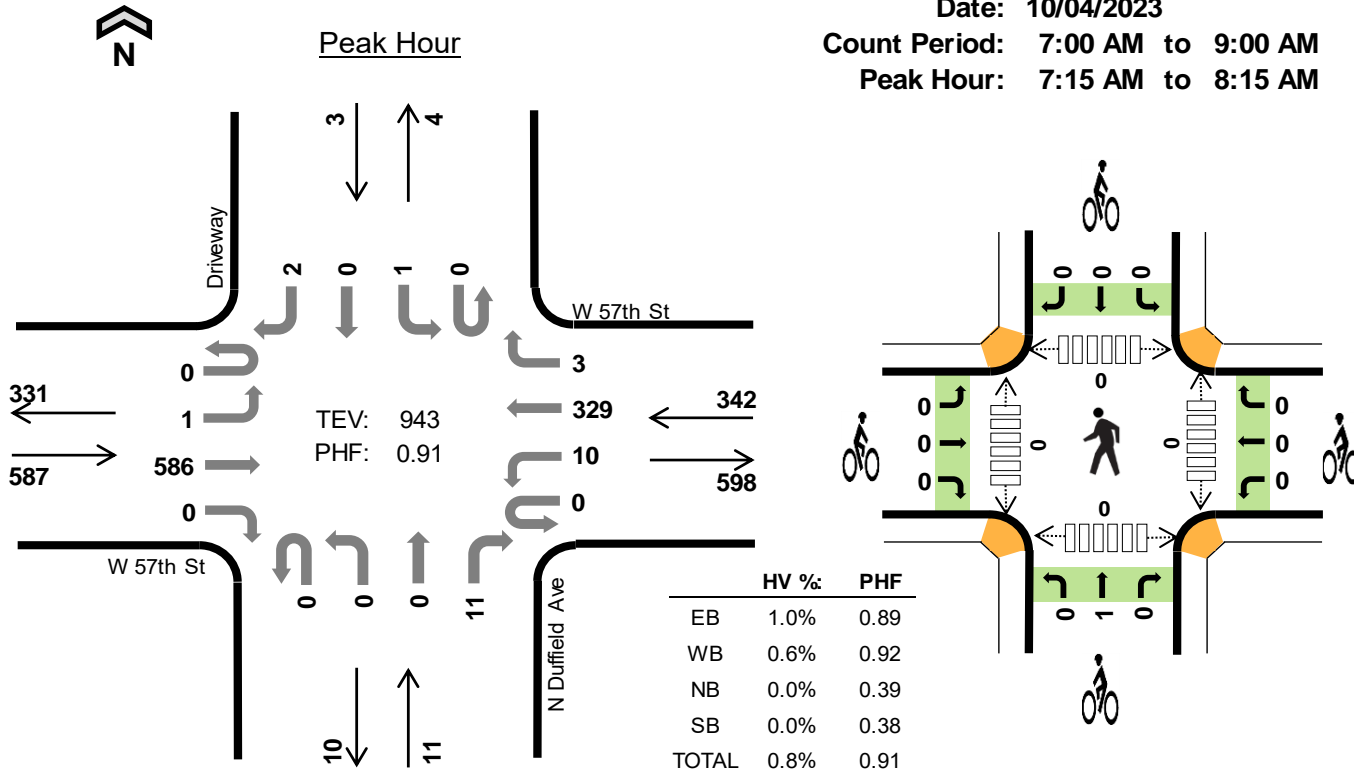 Date: 10/04/2023
Count Period: 7:00 AM to 9:00 AM
Peak Hour: 7:15 AM to 8:15 AM
N
Peak Hour
3
4
Driveway
2 0 1 0
W 57th St
0
1
586
0
331
587
TEV: 943
PHF: 0.91
3
329
10
0
342
598
W 57th St
0 0 0 11
N Duffield Ave
10
11
HV %: PHF
EB 1.0% 0.89
WB 0.6% 0.92
NB 0.0% 0.39
SB 0.0% 0.38
TOTAL 0.8% 0.91
0 0 0
0
0
0
0
0
0
0
0
0
0
0 1 0